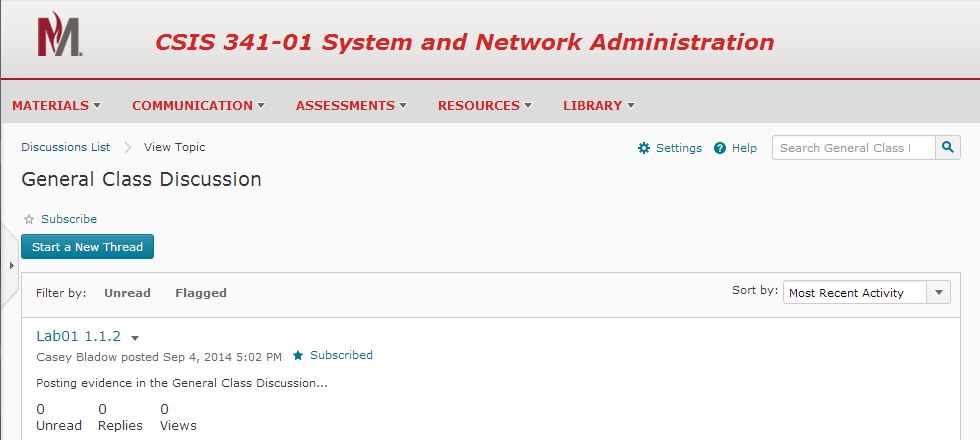 M
CSIS 341-01 System and Network Administration
MATERIALS COMMUNICATION ASSESSMENTS RESOURCES LIBRARY
Discussions List View Topic Settings Help Search General Class
General Class Discussion
Subscribe
Start a New Thread
Filter by: Unread Flagged Sort by: Most Recent Activity
Lab01 1.1.2
Casey Bladow posted Sep 4, 2014 5:02 PM Subscribed
Posting evidence in the General Class Discussion...
0 0 0
Unread Replies Views